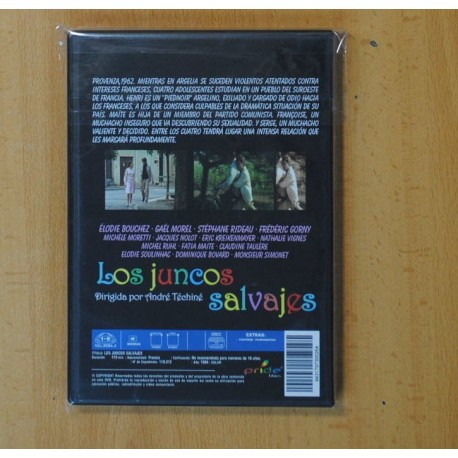 PROVENZA,1962. MIENTRAS EN ARGELIA SE SUCEDEN VIOLENTOS ATENTADOS CONTRA
INTERESES FRANCESES, CUATRO ADOLESCENTES ESTUDIAN EN UN PUEBLO DEL SUROESTE
DE FRANCIA. HENRI ES UN "PIEDNOIR" ARGELINO, EXILIADO Y CARGADO DE ODIO HACIA
LOS FRANCESES, A LOS QUE CONSIDERA CULPABLES DE LA DRAMÁTICA SITUACIÓN DE SU
PAÍS. MAITE ES HIJA DE UN MIEMBRO DEL PARTIDO COMUNISTA, FRANÇOISE, UN
MUCHACHO INSEGURO QUE VA DESCUBRIENDO SU SEXUALIDAD. Y SERGE, UN MUCHACHO
VALIENTE Y DECIDIDO. ENTRE LOS CUATRO TENDRÁ LUGAR UNA INTENSA RELACIÓN QUE
LES MARCARÁ PROFUNDAMENTE.
ÉLODIE BOUCHEZ · GAËL MOREL · STÉPHANE RIDEAU · FRÉDÉRIC GORNY
MICHÈLE MORETTI · JACQUES NOLOT · ERIC KREIKENMAYER · NATHALIE VIGNES
MICHEL RUHL · FATIA MAITE · CLAUDINE TAULÈRE
ELODIE SOULINHAC · DOMINIQUE BOVARD · MONSIEUR SIMONET
Los juncos
salvajes
Dirigida por André Téchiné
EXTRAS:
TÍTULO: LOS JUNCOS SALVAJES
pride